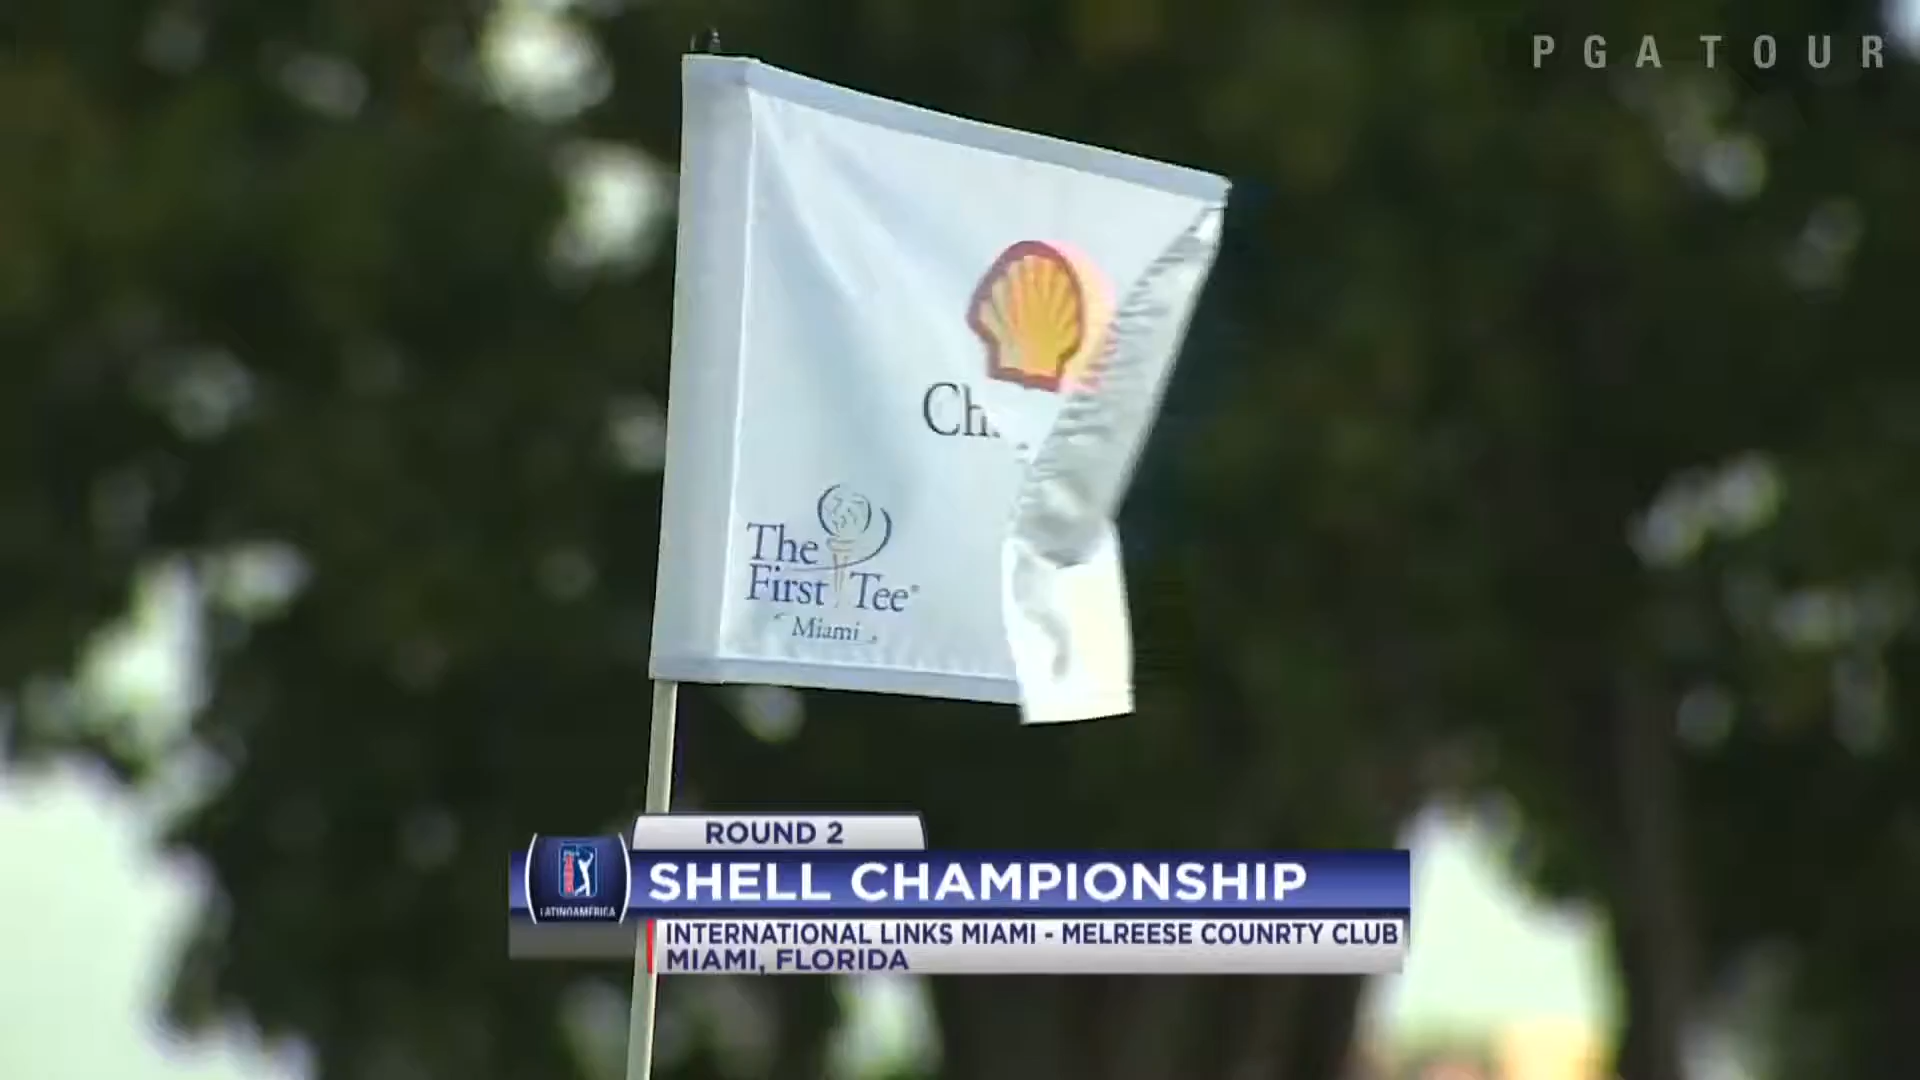 PGA TOUR
Ch
The
First Tee®
Miami
ROUND 2
SHELL CHAMPIONSHIP
LATINOAMÉRICA
INTERNATIONAL LINKS MIAMI - MELREESE COUNRTY CLUB
MIAMI, FLORIDA